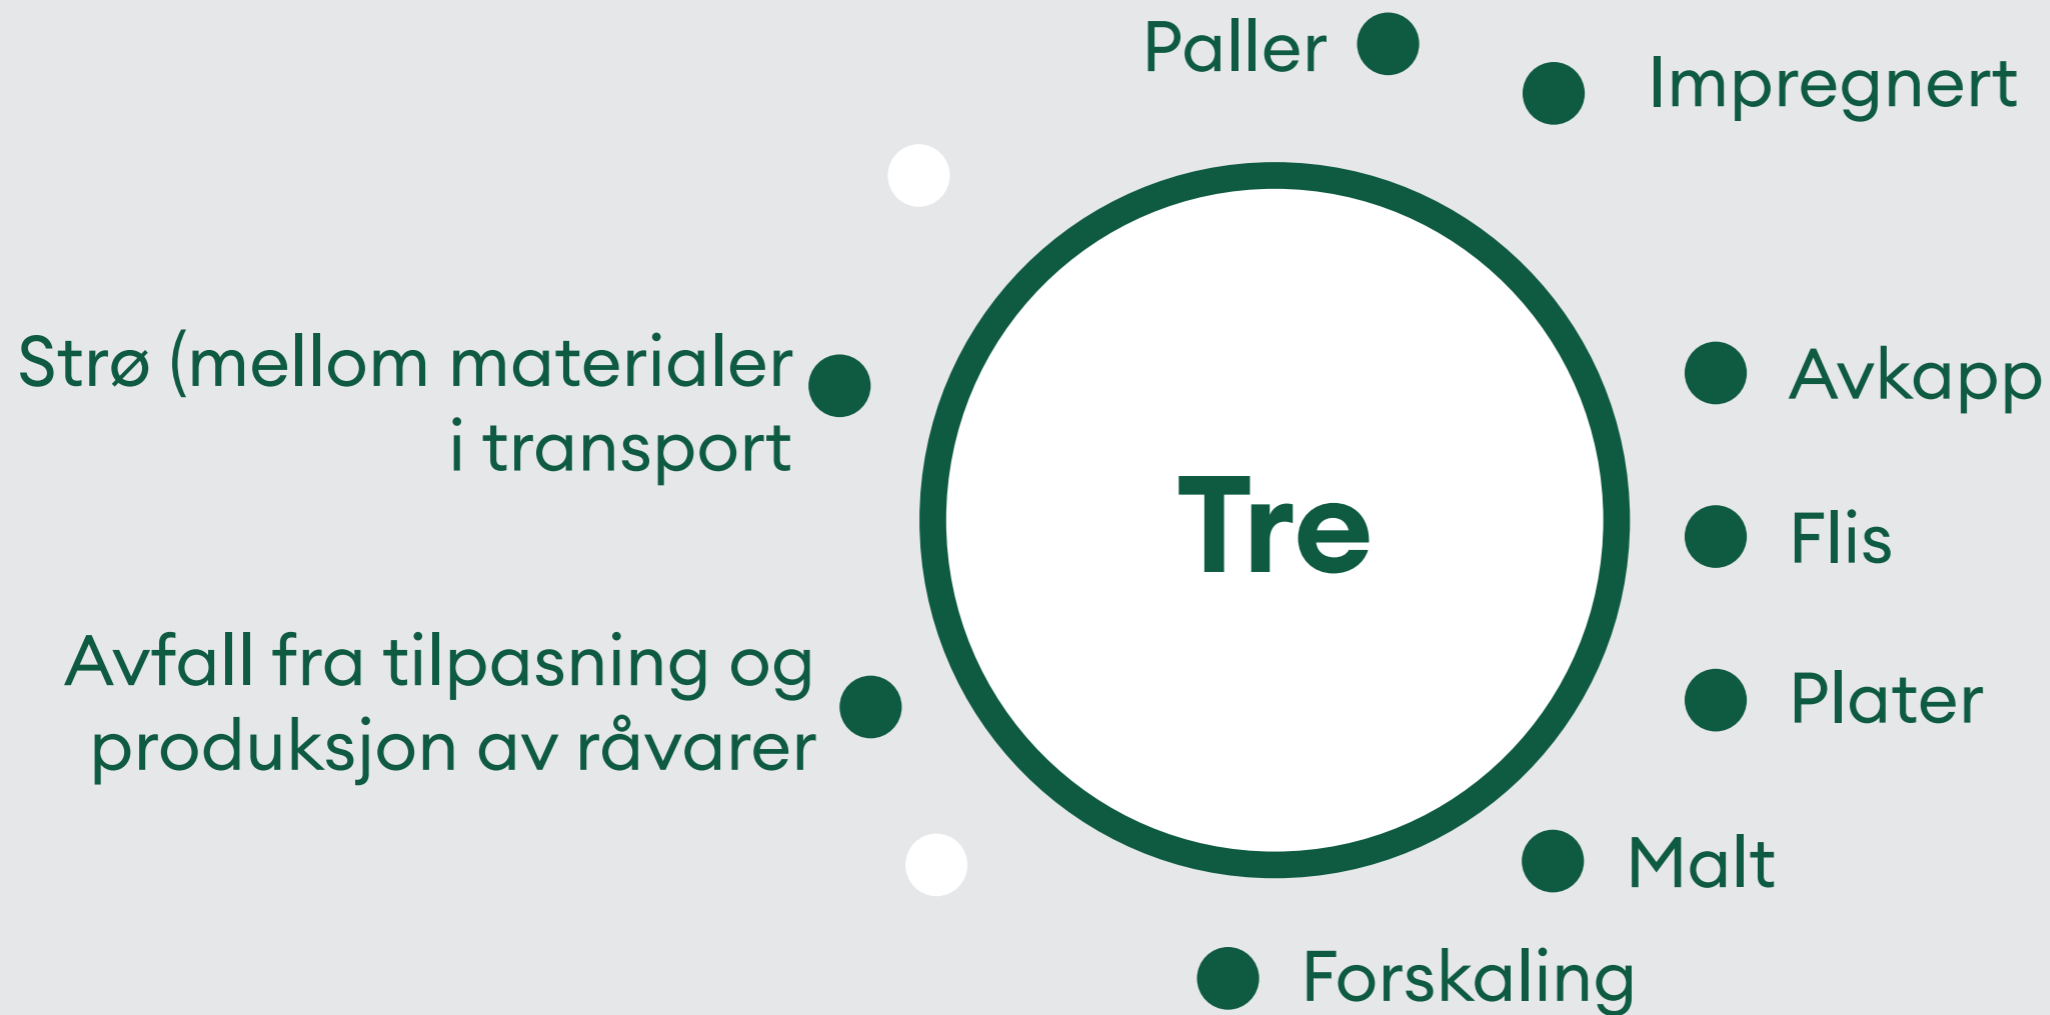 Paller
Impregnert
Strø (mellom materialer
i transport
Avkapp
Tre
Flis
Avfall fra tilpasning og
produksjon av råvarer
Plater
Malt
Forskaling